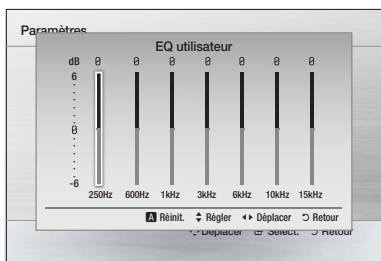 Paramètres
EQ utilisateur
dB 0 0 0 0 0 0 0
6
0
-6
250Hz 600Hz 1kHz 3kHz 6kHz 10kHz 15kHz
A Réinit. Régler Déplacer Retour
Déplacer Sélect. Retour